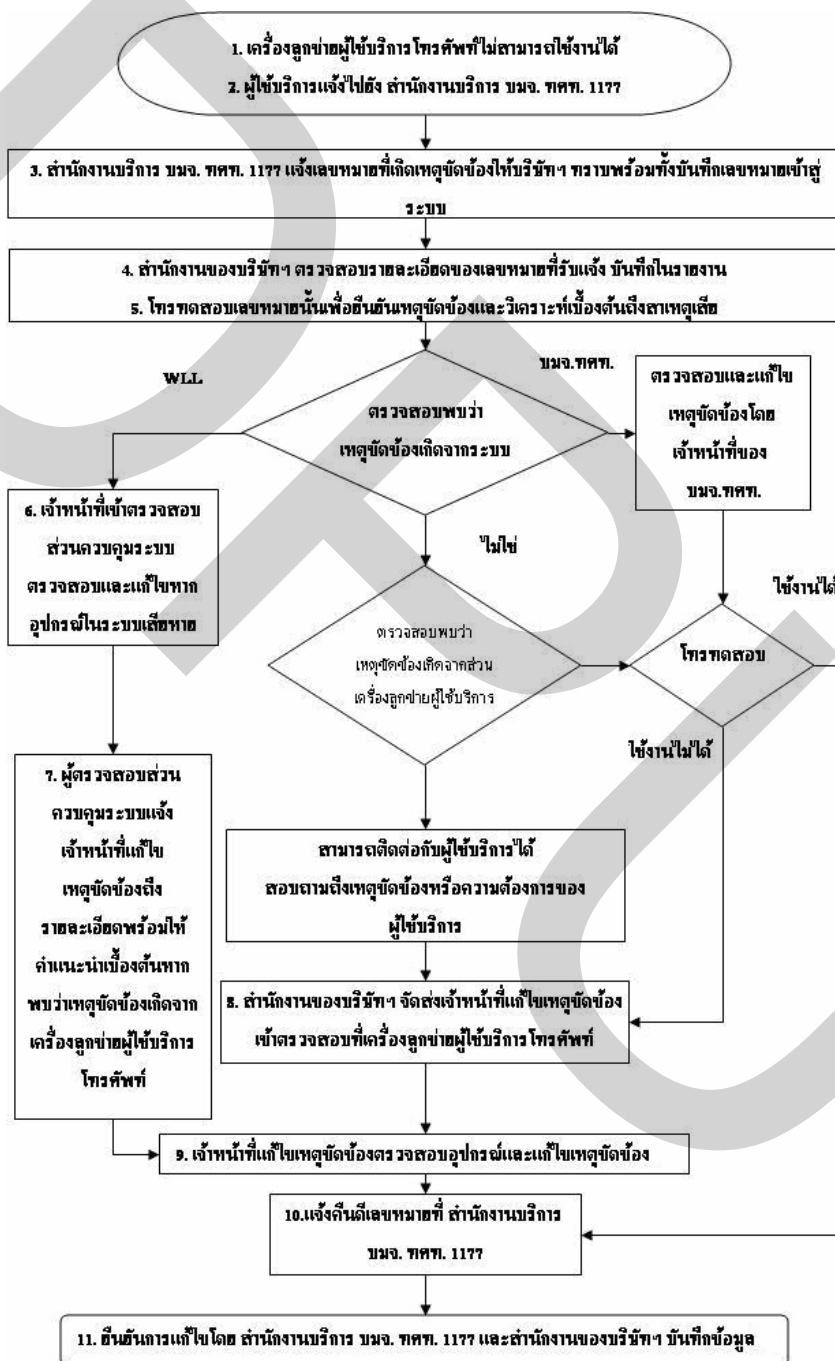 1. เครื่องลูกข่ายผู้ใช้บริการโทรศัพท์ไม่สามารถใช้งานได้
2. ผู้ใช้บริการแจ้งไปยัง สำนักงานบริการ บมจ. ทศท. 1177
3. สำนักงานบริการ บมจ. ทศท. 1177 แจ้งเลขหมายที่เกิดเหตุขัดข้องให้บริษัทฯ ทราบพร้อมทั้งบันทึกเลขหมายเข้าสู่
ระบบ
4. สำนักงานของบริษัทฯ ตรวจสอบรายละเอียดของเลขหมายที่รับแจ้ง บันทึกในรายงาน
5. โทรทดสอบเลขหมายนั้นเพื่อยืนยันเหตุขัดข้องและวิเคราะห์เบื้องต้นถึงสาเหตุเสีย
WLL
บมจ.ทศท.
ตรวจสอบพบว่า
เหตุขัดข้องเกิดจากระบบ
ตรวจสอบและแก้ไข
เหตุขัดข้องโดย
เจ้าหน้าที่ของ
บมจ.ทศท.
6. เจ้าหน้าที่เข้าตรวจสอบ
ส่วนควบคุมระบบ
ตรวจสอบและแก้ไขหาก
อุปกรณ์ในระบบเสียหาย
ไม่ใช่
ใช้งานได้
ตรวจสอบพบว่า
เหตุขัดข้องเกิดจากส่วน
เครื่องลูกข่ายผู้ใช้บริการ
โทรทดสอบ
ใช้งานไม่ได้
7. ผู้ตรวจสอบส่วน
ควบคุมระบบแจ้ง
เจ้าหน้าที่แก้ไข
เหตุขัดข้องถึง
รายละเอียดพร้อมให้
คำแนะนำเบื้องต้นหาก
พบว่าเหตุขัดข้องเกิดจาก
เครื่องลูกข่ายผู้ใช้บริการ
โทรศัพท์
สามารถติดต่อกับผู้ใช้บริการได้
สอบถามถึงเหตุขัดข้องหรือความต้องการของ
ผู้ใช้บริการ
8. สำนักงานของบริษัทฯ จัดส่งเจ้าหน้าที่แก้ไขเหตุขัดข้อง
เข้าตรวจสอบที่เครื่องลูกข่ายผู้ใช้บริการโทรศัพท์
9. เจ้าหน้าที่แก้ไขเหตุขัดข้องตรวจสอบอุปกรณ์และแก้ไขเหตุขัดข้อง
10.แจ้งคืนดีเลขหมายที่ สำนักงานบริการ
บมจ. ทศท. 1177
11. ยืนยันการแก้ไขโดย สำนักงานบริการ บมจ. ทศท. 1177 และสำนักงานของบริษัทฯ บันทึกข้อมูล